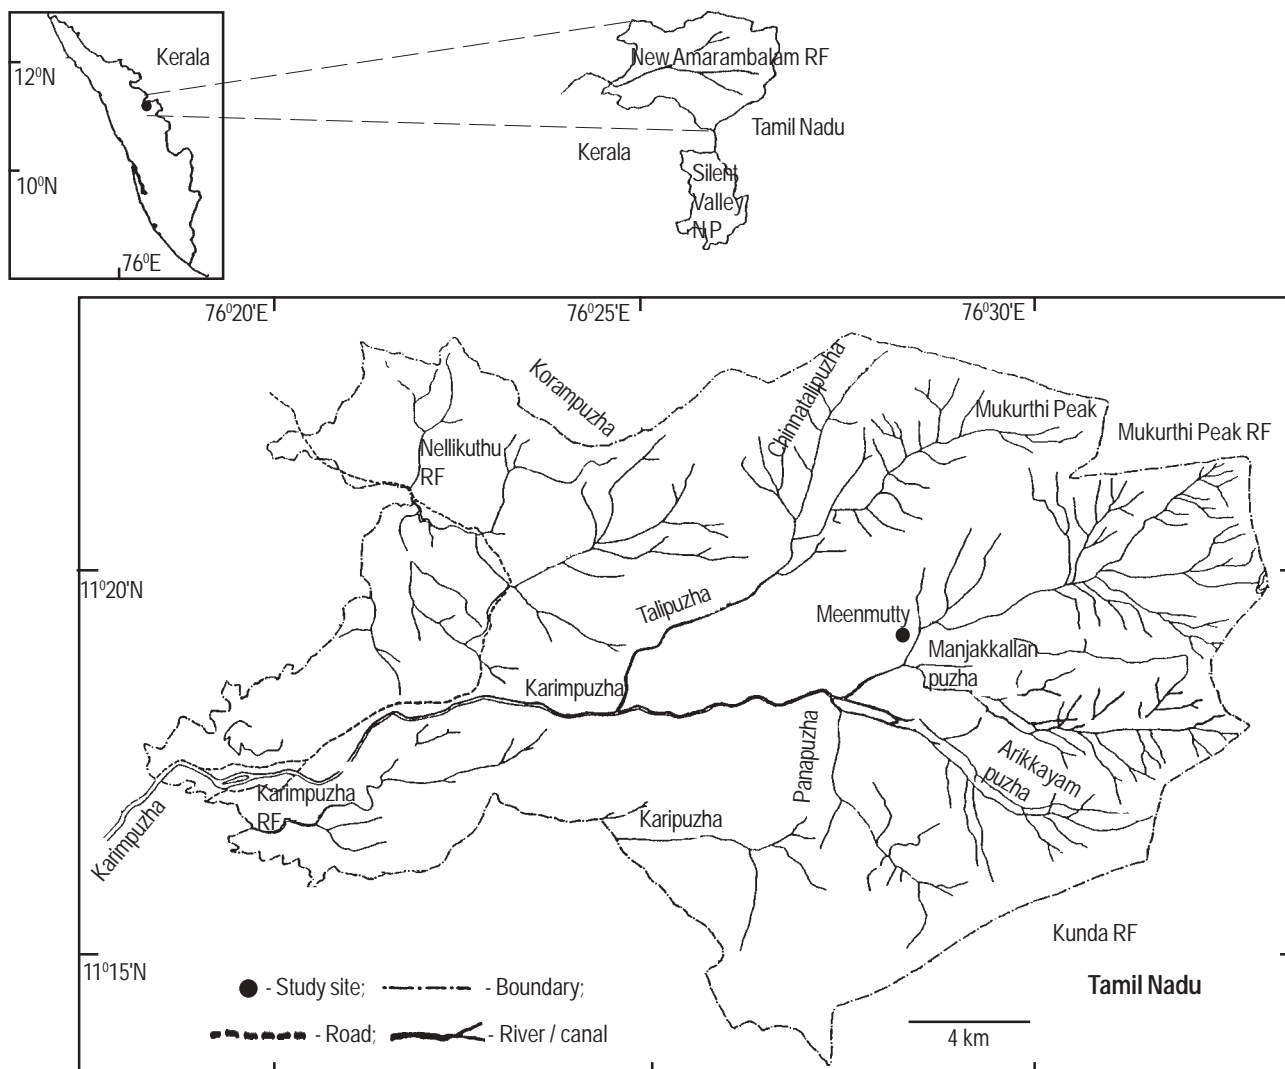 Kerala
12⁰N
10⁰N
76⁰E
New Amarambalam RF
Tamil Nadu
Kerala
Silent
Valley
N.P
76⁰20'E
76⁰25'E
76⁰30'E
Korampuzha
Chinnatalipuzha
Mukurthi Peak
Mukurthi Peak RF
Nellikuthu
RF
11⁰20'N
Talipuzha
Meenmutty
Manjakkallan
puzha
Karimpuzha
Panapuzha
Arikkayam
puzha
Karimpuzha
RF
Karimpuzha
Karipuzha
Kunda RF
11⁰15'N
Tamil Nadu
- Study site;
- Boundary;
- Road;
- River / canal
4 km